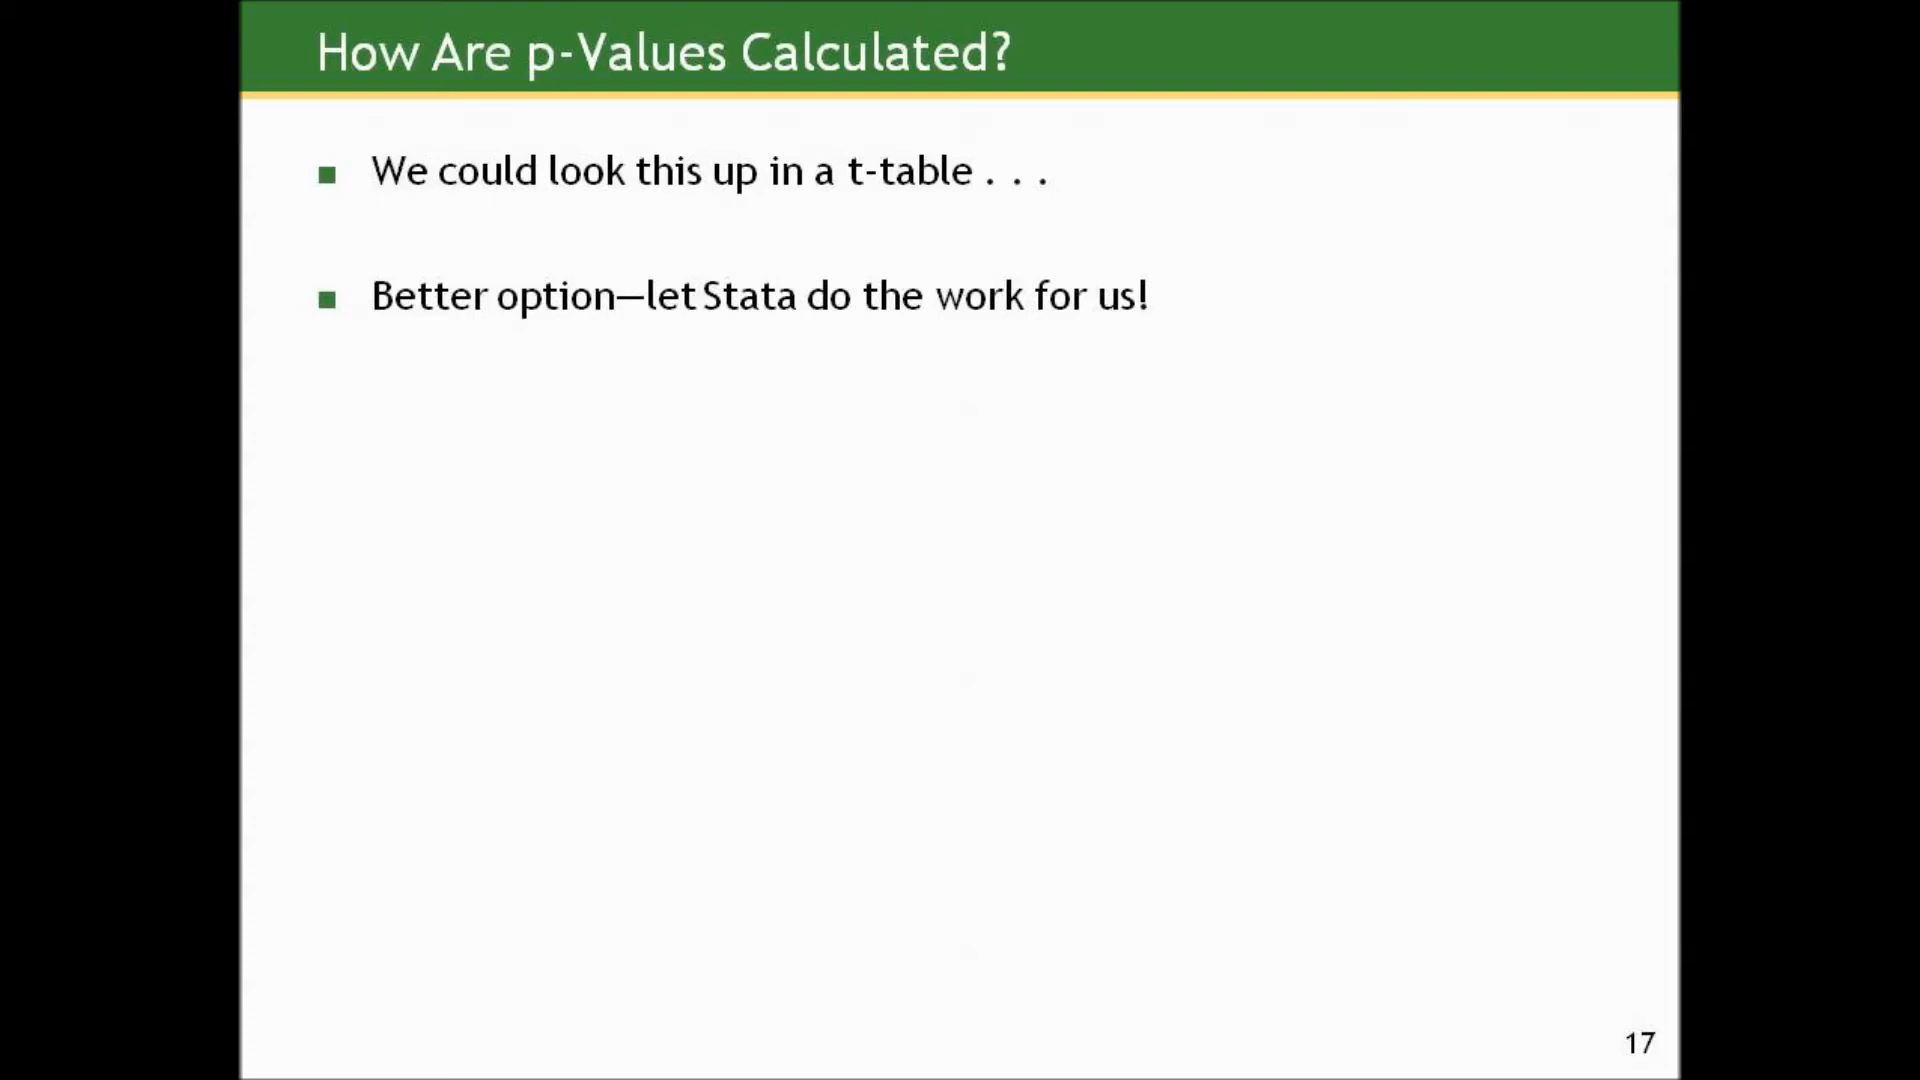 How Are p-Values Calculated?
We could look this up in a t-table . . .
Better option—let Stata do the work for us!
17